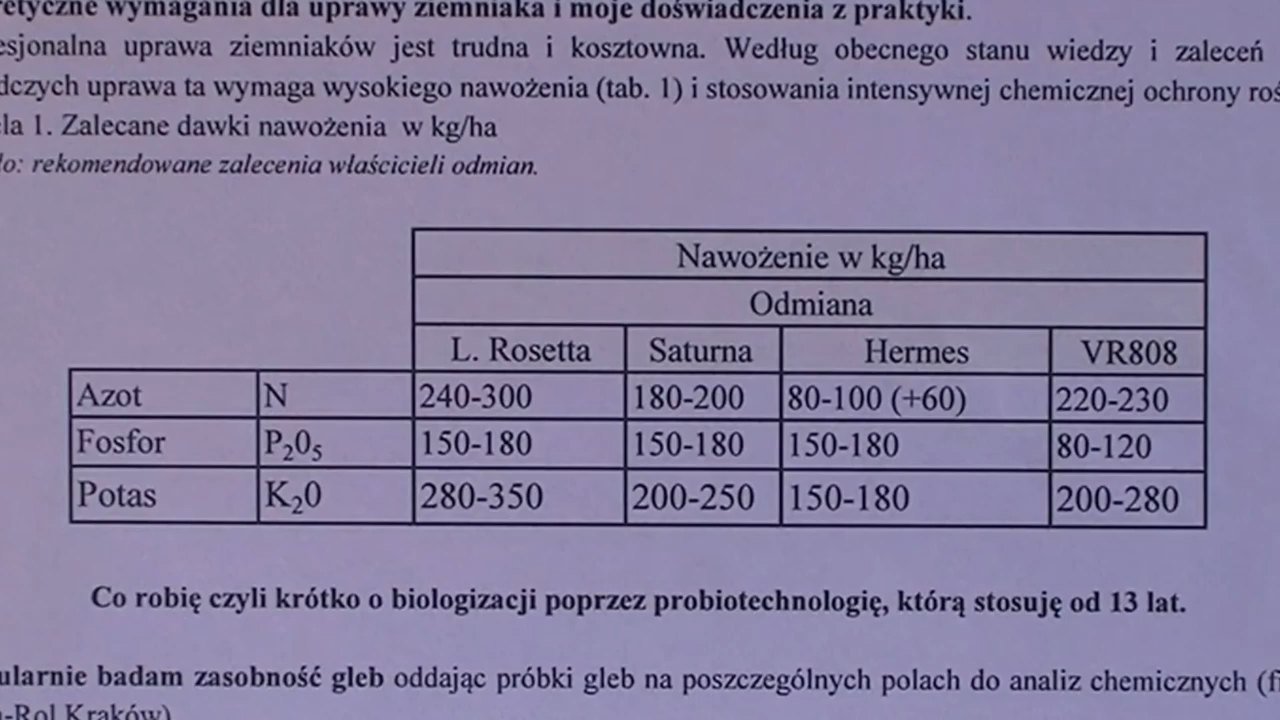 etyczne wymagania dla uprawy ziemniaka i moje doświadczenia z praktyki.
esjonalna uprawa ziemniaków jest trudna i kosztowna. Według obecnego stanu wiedzy i zaleceń
dczych uprawa ta wymaga wysokiego nawożenia (tab. 1) i stosowania intensywnej chemicznej ochrony roś
la 1. Zalecane dawki nawożenia w kg/ha
ło: rekomendowane zalecenia właścicieli odmian.
Nawożenie w kg/ha
Odmiana
L. Rosetta Saturna Hermes VR808
Azot N 240-300 180-200 80-100 (+60) 220-230
Fosfor P₂0₅ 150-180 150-180 150-180 80-120
Potas K₂0 280-350 200-250 150-180 200-280
Co robię czyli krótko o biologizacji poprzez probiotechnologię, którą stosuję od 13 lat.
ularnie badam zasobność gleb oddając próbki gleb na poszczególnych polach do analiz chemicznych (fi
-Rol Kraków)